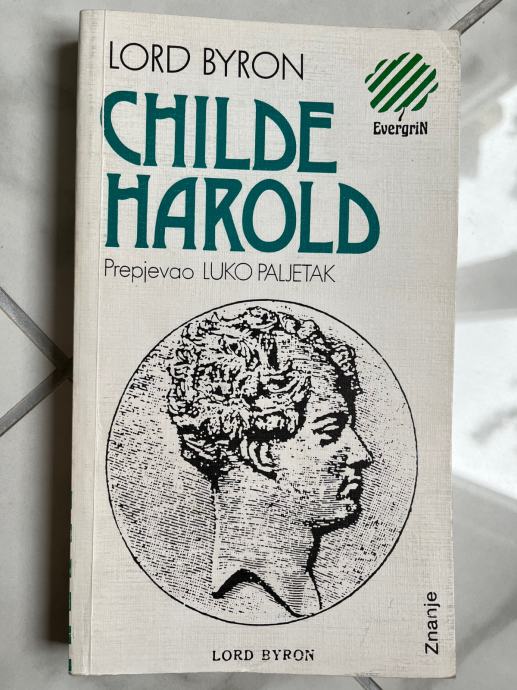 LORD BYRON
EvergriN
CHILDE
HAROLD
Prepjevao LUKO PALJETAK
LORD BYRON
Znanje